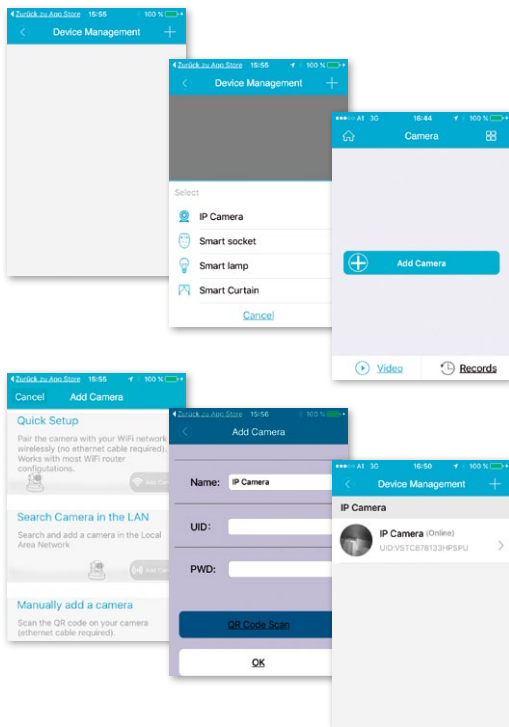 Zurück zu App Store 15:55 100 %
Device Management
Zurück zu App Store 15:55 100 %
Device Management
Select
IP Camera
Smart socket
Smart lamp
Smart Curtain
Cancel
A1 3G 16:44 100 %
Camera
Add Camera
Video
Records
Zurück zu App Store 15:55 100 %
Cancel Add Camera
Quick Setup
Pair the camera with your WiFi network
wirelessly (no ethernet cable required).
Works with most WiFi router
configutations.
Search Camera in the LAN
Search and add a camera in the Local
Area Network
Manually add a camera
Scan the QR code on your camera
(ethernet cable required).
Zurück zu App Store 15:56 100 %
Add Camera
Name: IP Camera
UID:
PWD:
QR Code Scan
OK
A1 3G 16:50 100 %
Device Management
IP Camera
IP Camera (Online)
UID:VSTC678133HPSPU